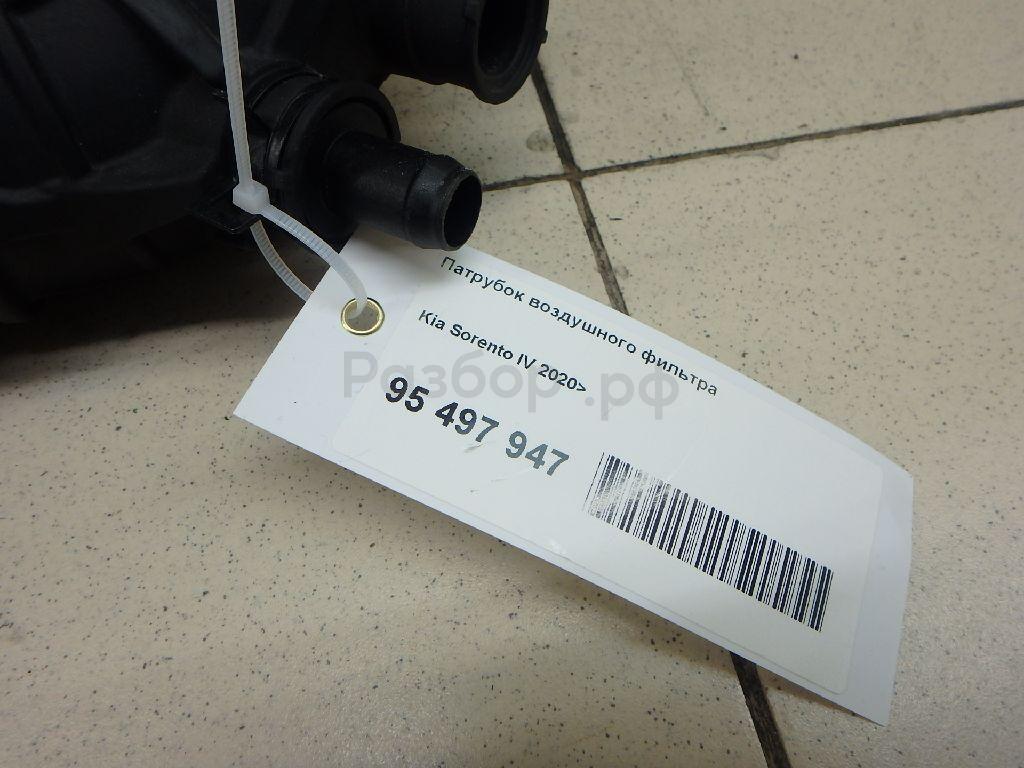 Патрубок воздушного фильтра
Kia Sorento IV 2020>
Разбор.рф
95 497 947